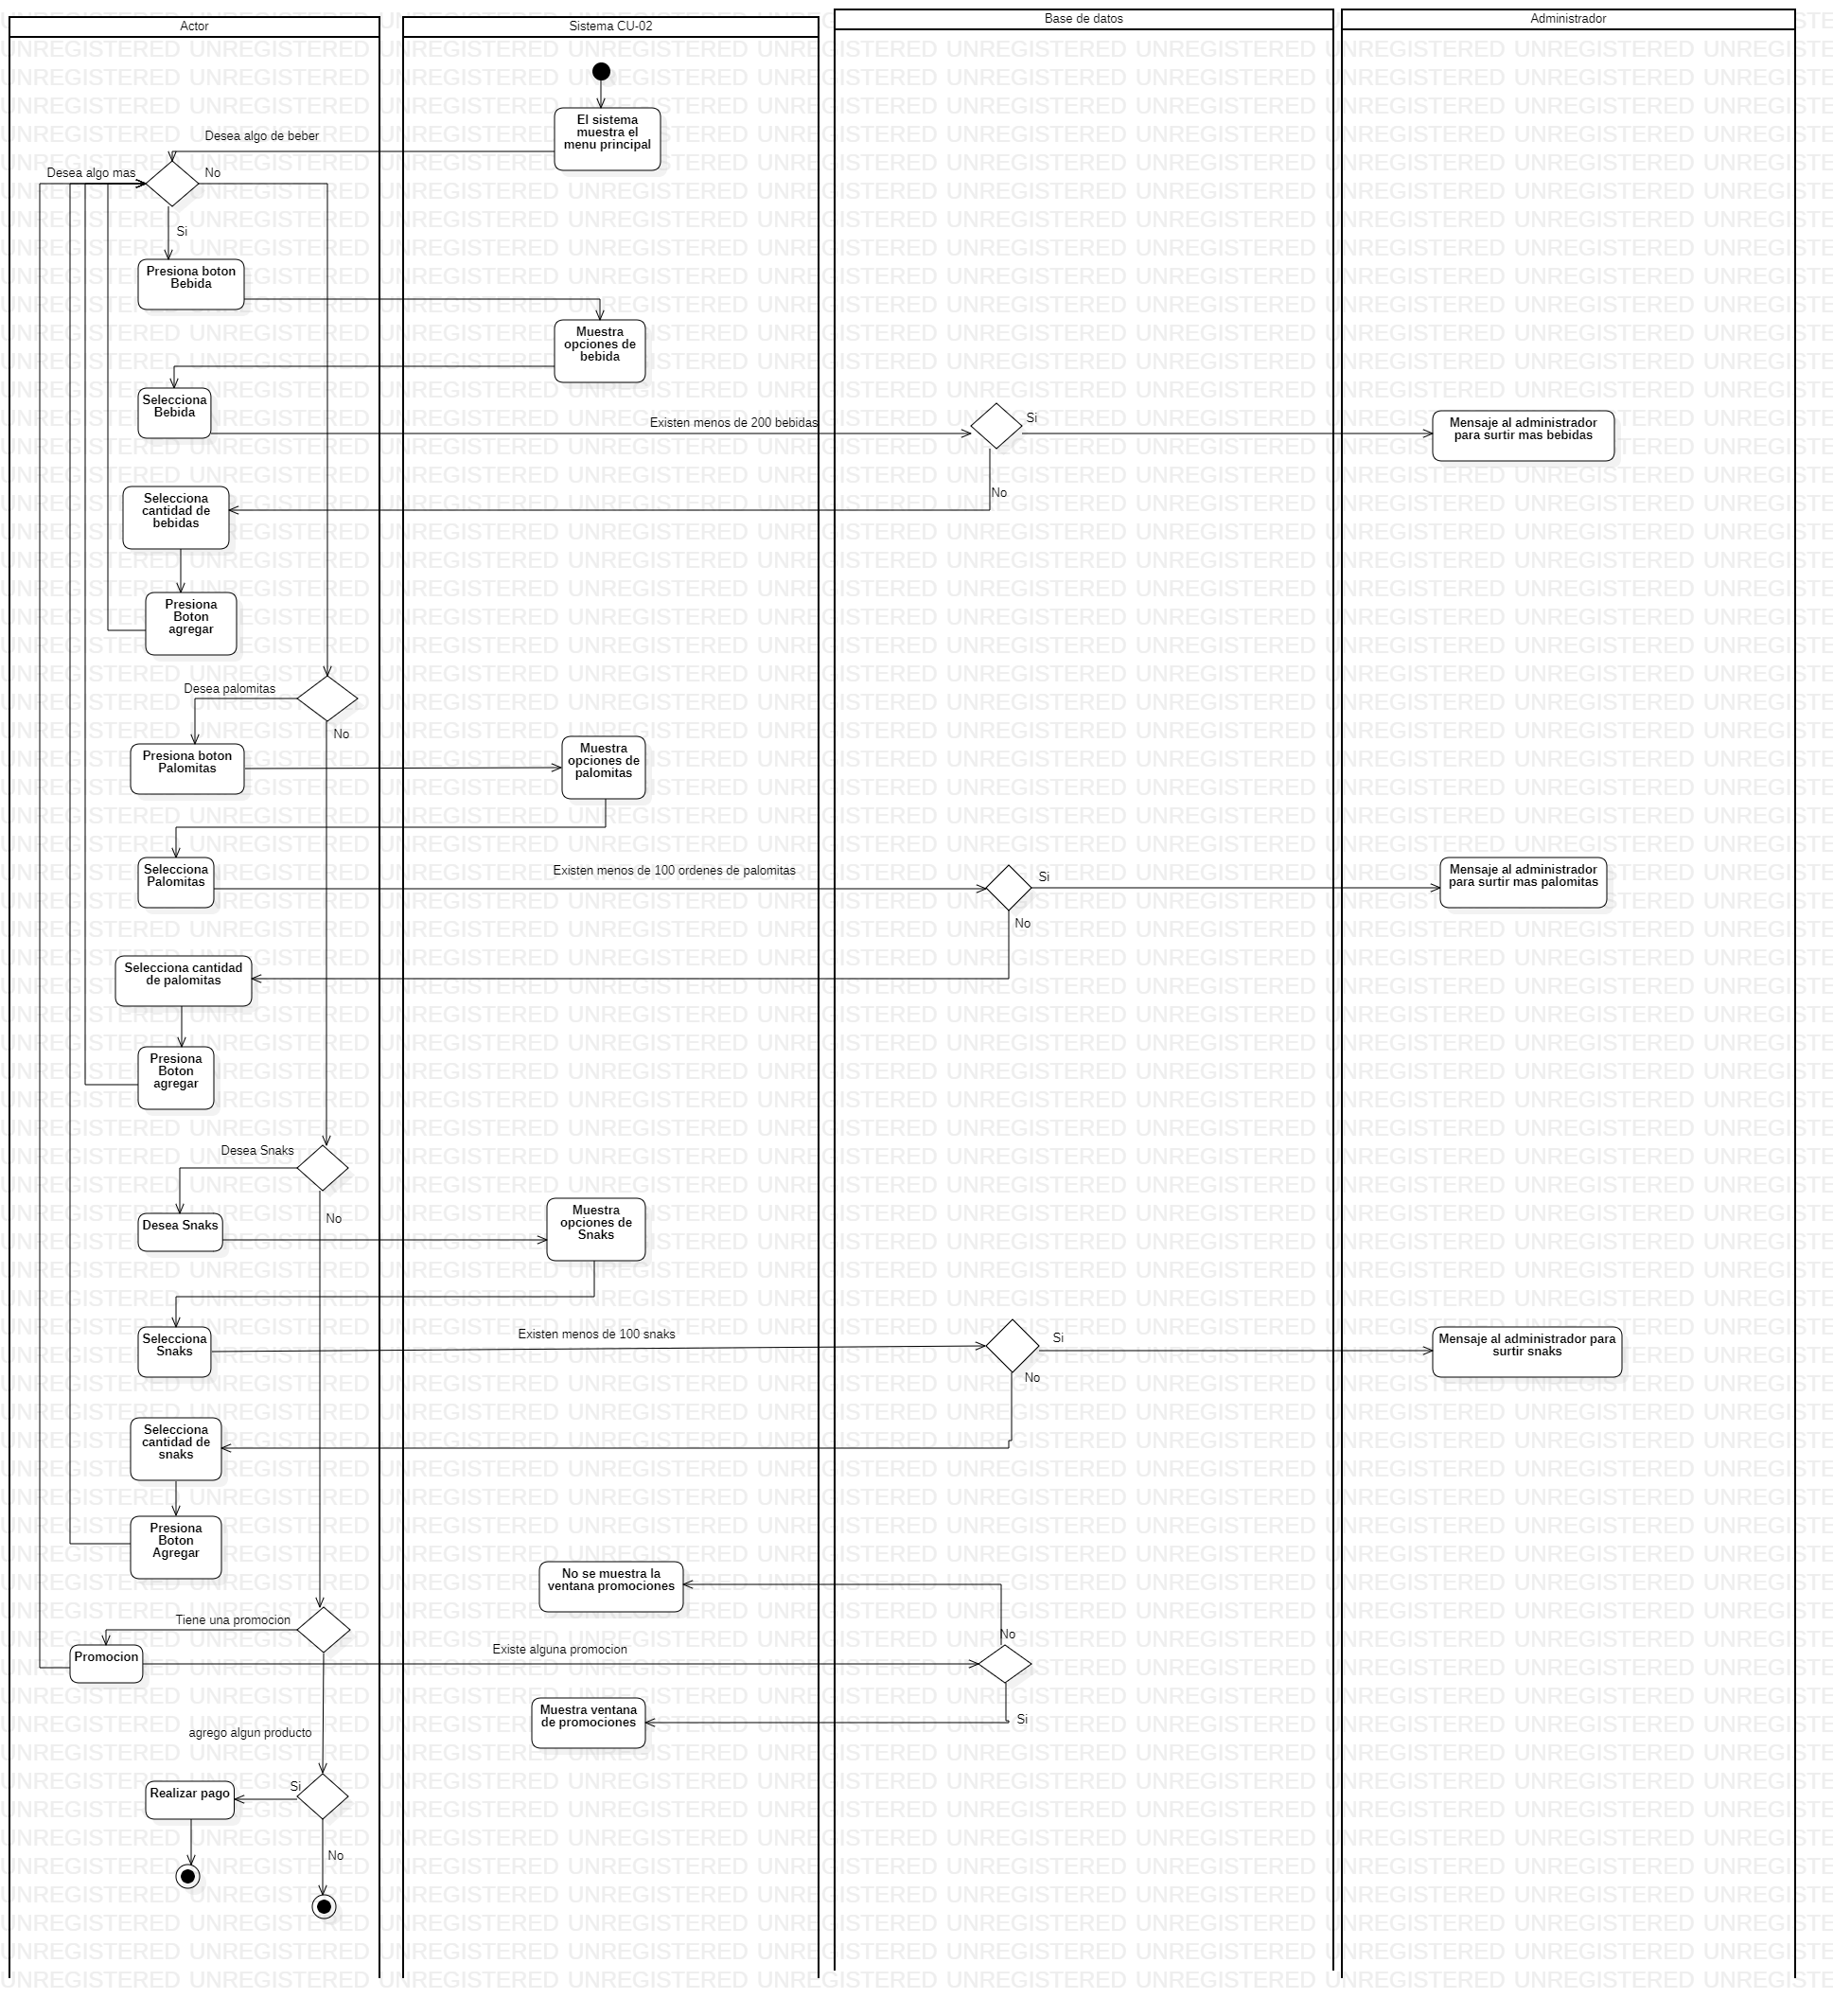 Actor
Sistema CU-02
Base de datos
Administrador
El sistema
muestra el
menu principal
Desea algo de beber
Desea algo mas
No
Si
Presiona boton
Bebida
Muestra
opciones de
bebida
Selecciona
Bebida
Existen menos de 200 bebidas
Si
Mensaje al administrador
para surtir mas bebidas
No
Selecciona
cantidad de
bebidas
Presiona
Boton
agregar
Desea palomitas
No
Presiona boton
Palomitas
Muestra
opciones de
palomitas
Selecciona
Palomitas
Existen menos de 100 ordenes de palomitas
Si
Mensaje al administrador
para surtir mas palomitas
No
Selecciona cantidad
de palomitas
Presiona
Boton
agregar
Desea Snaks
No
Desea Snaks
Muestra
opciones de
Snaks
Selecciona
Snaks
Existen menos de 100 snaks
Si
Mensaje al administrador para
surtir snaks
No
Selecciona
cantidad de
snaks
Presiona
Boton
Agregar
No se muestra la
ventana promociones
Tiene una promocion
No
Promocion
Existe alguna promocion
Muestra ventana
de promociones
Si
agrego algun producto
Si
Realizar pago
No
UNREGISTERED